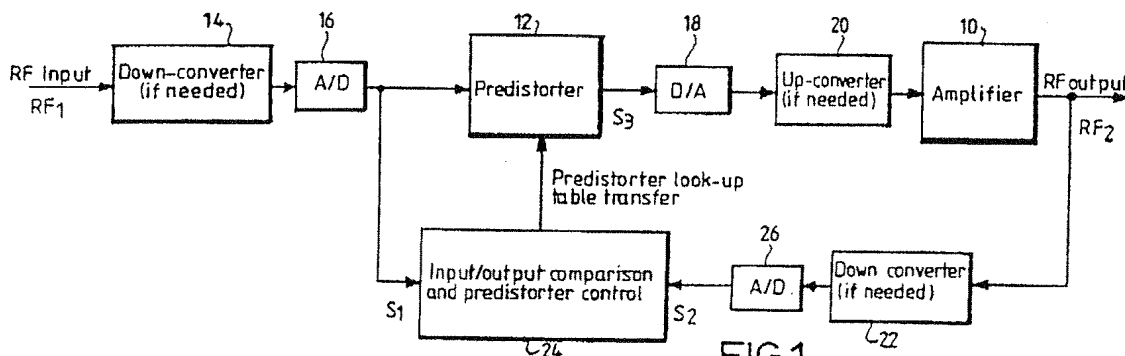 14
16
12
18
20
10
RF Input
RF1
Down-converter
(if needed)
A/D
Predistorter
S3
D/A
Up-converter
(if needed)
Amplifier
RF output
RF2
Predistorter look-up
table transfer
Input/output comparison
and predistorter control
S1
S2
24
26
A/D.
Down converter
(if needed)
22
FIG.1